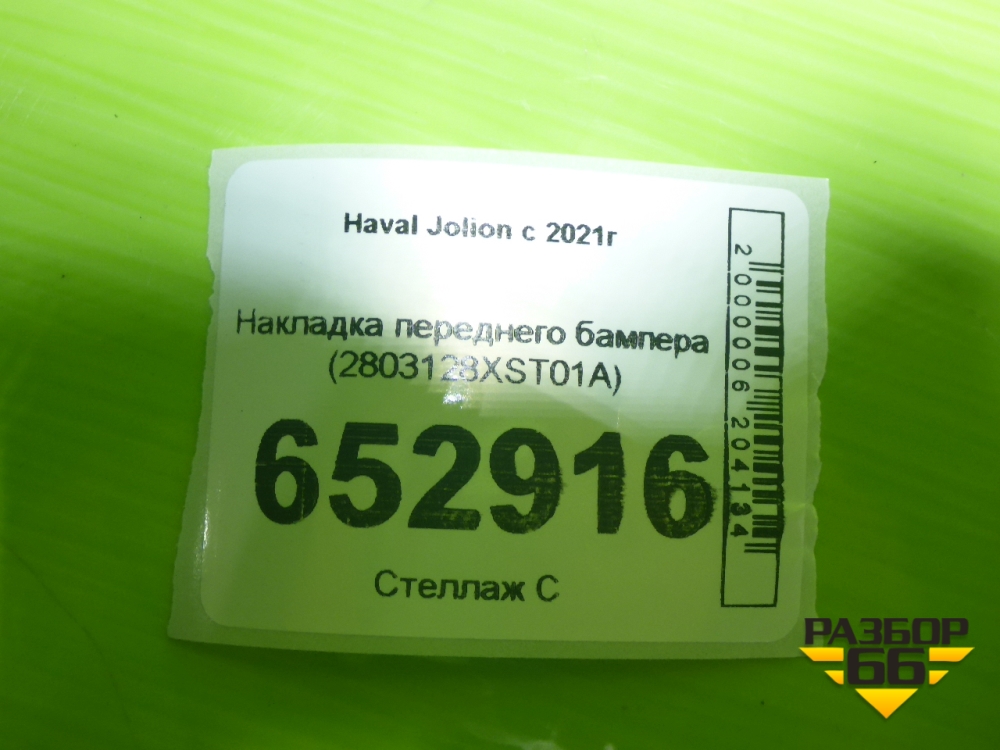 Haval Jolion с 2021г
Накладка переднего бампера
(2803128XST01A)
652916
Стеллаж С
2 000006 204134
РАЗБОР
66